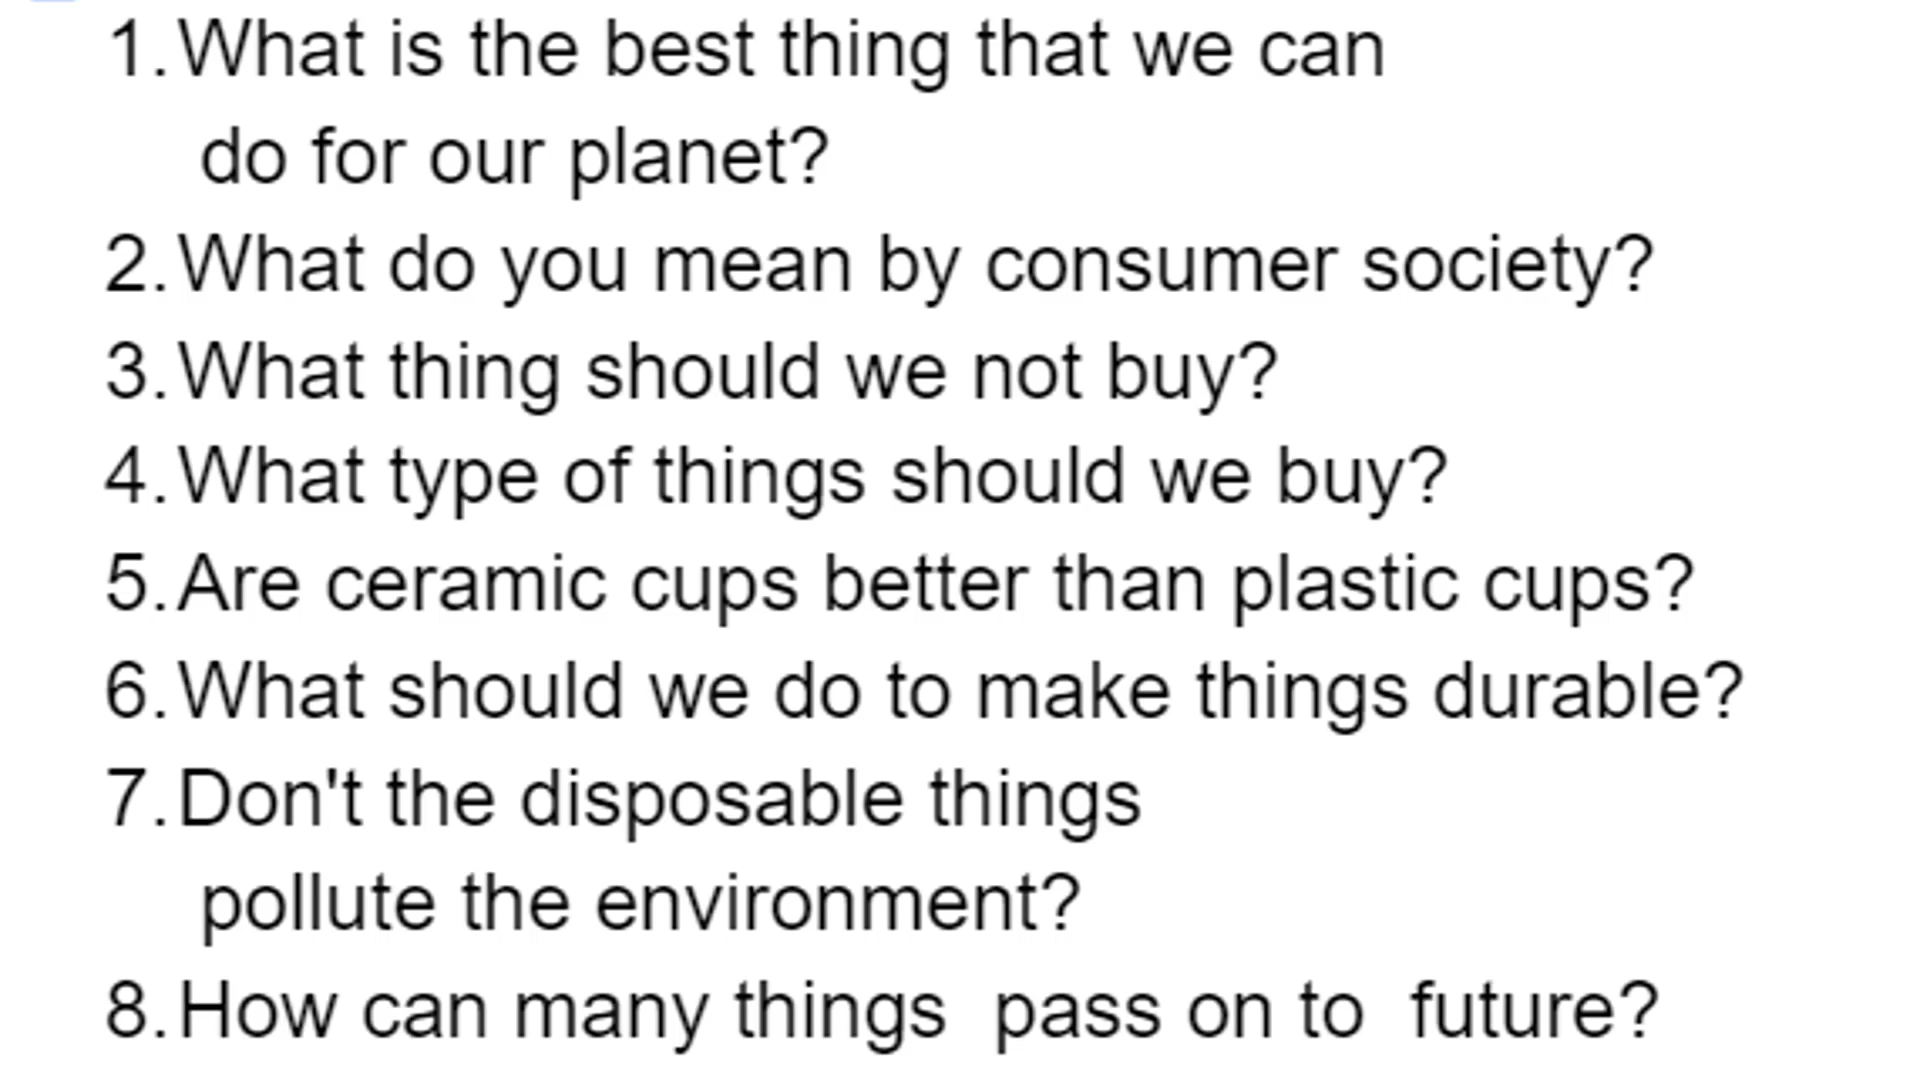 1.What is the best thing that we can
do for our planet?
2.What do you mean by consumer society?
3.What thing should we not buy?
4.What type of things should we buy?
5.Are ceramic cups better than plastic cups?
6.What should we do to make things durable?
7.Don't the disposable things
pollute the environment?
8.How can many things  pass on to  future?